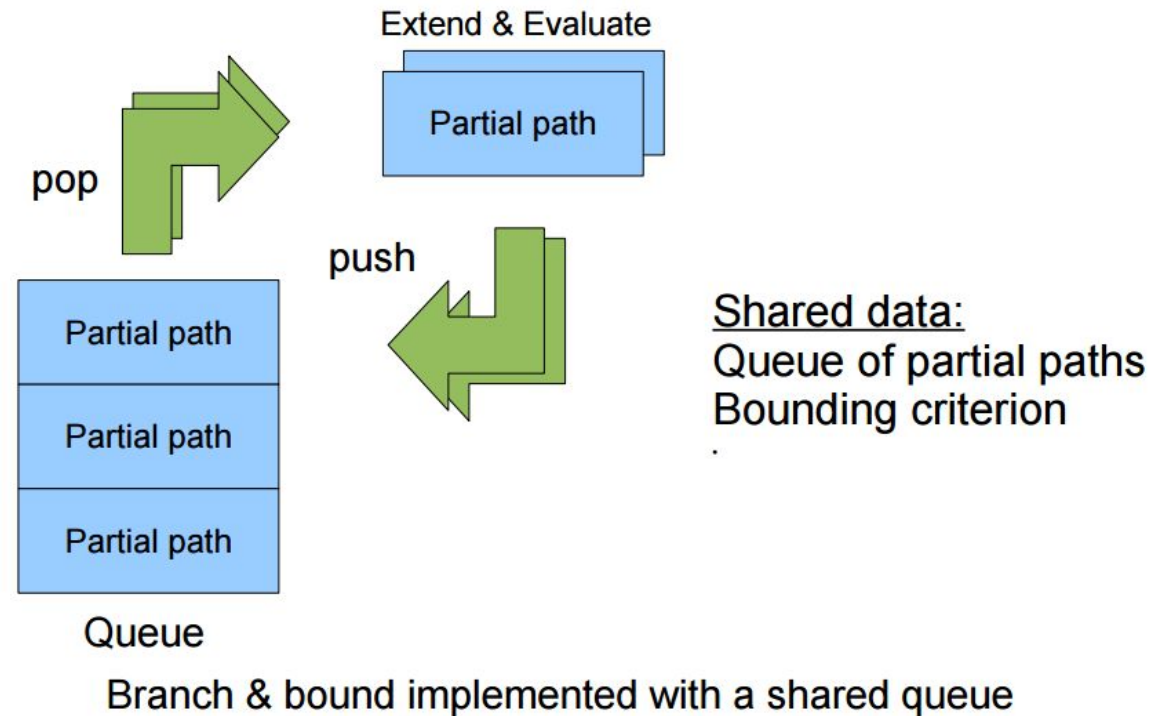 Extend & Evaluate
Partial path
pop
push
Partial path
Partial path
Partial path
Queue
Shared data:
Queue of partial paths
Bounding criterion
.
Branch & bound implemented with a shared queue